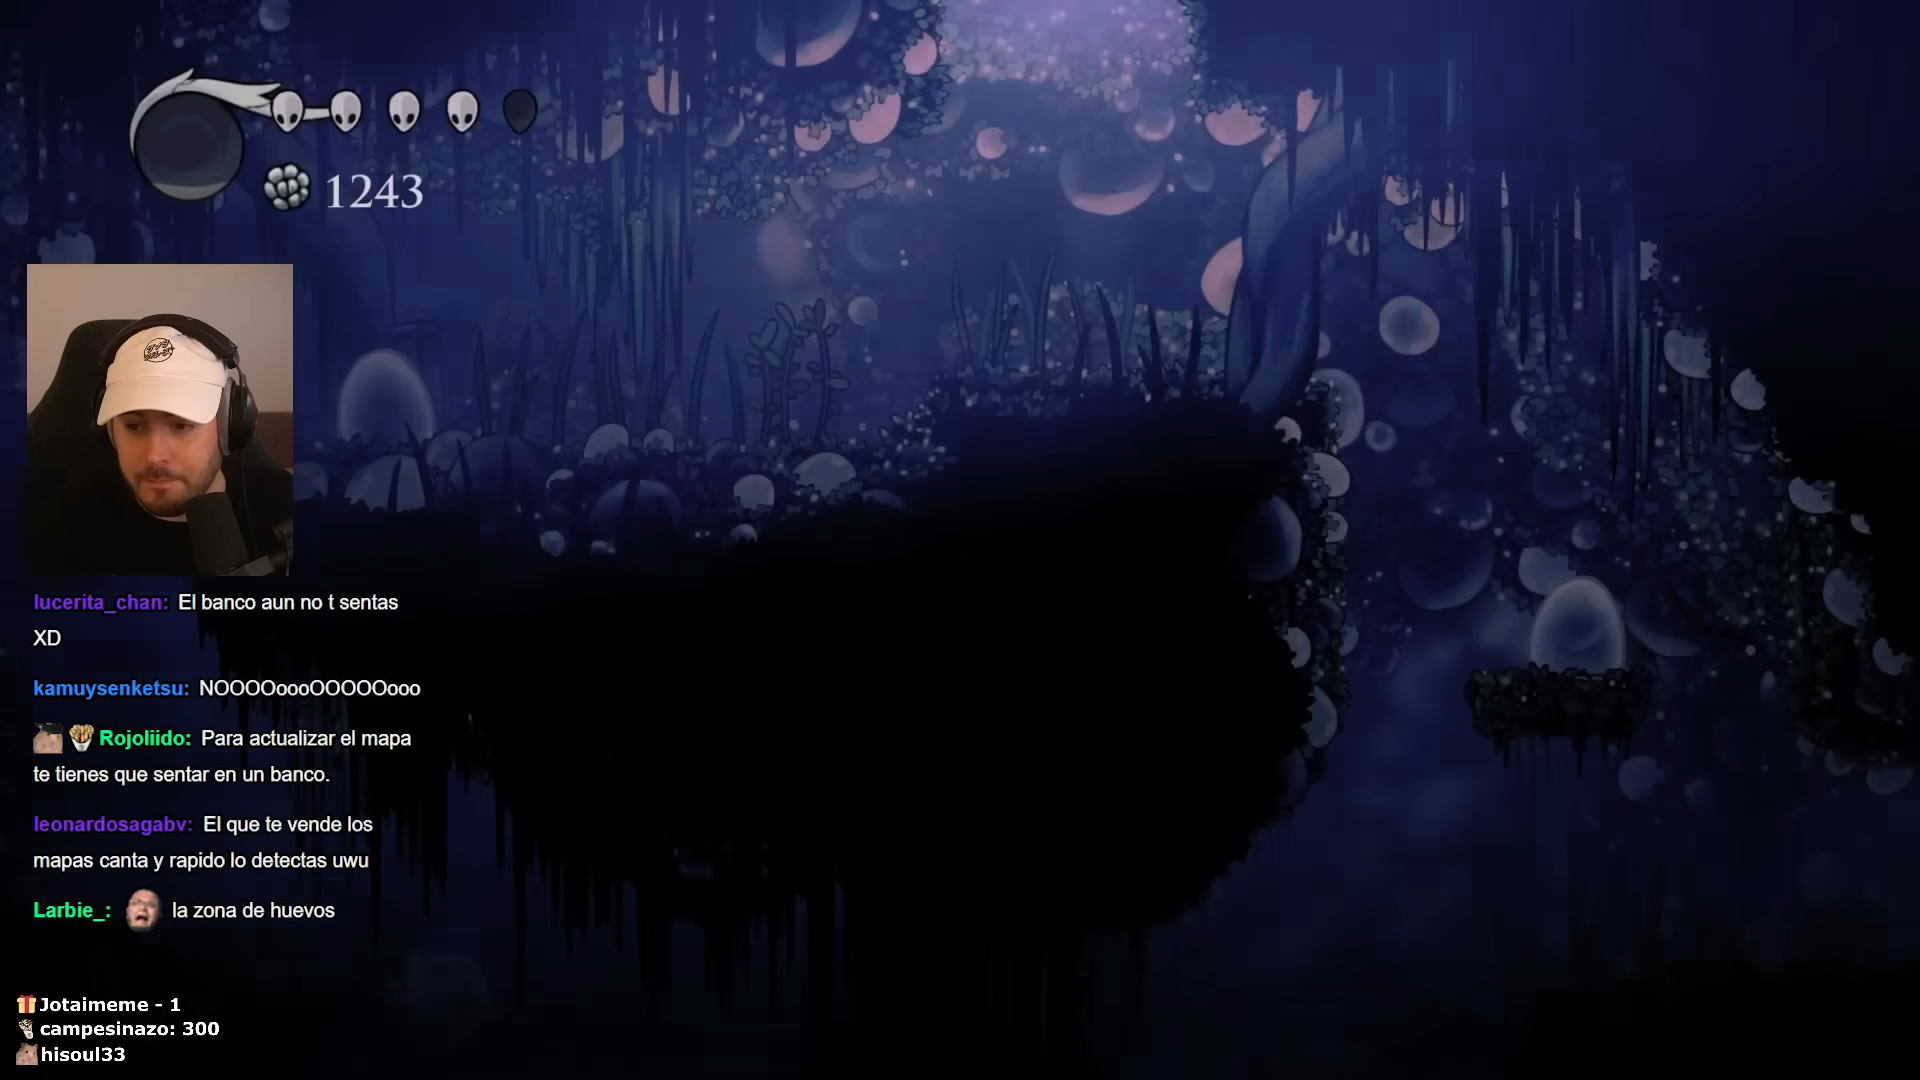 1243
lucerita_chan: El banco aun no t sentas
XD
kamuysenketsu: NOOOOoooOOOOOooo
Rojoliido: Para actualizar el mapa
te tienes que sentar en un banco.
leonardosagabv: El que te vende los
mapas canta y rapido lo detectas uwu
Larbie_: la zona de huevos
Jotaimeme - 1
campesinazo: 300
hisoul33